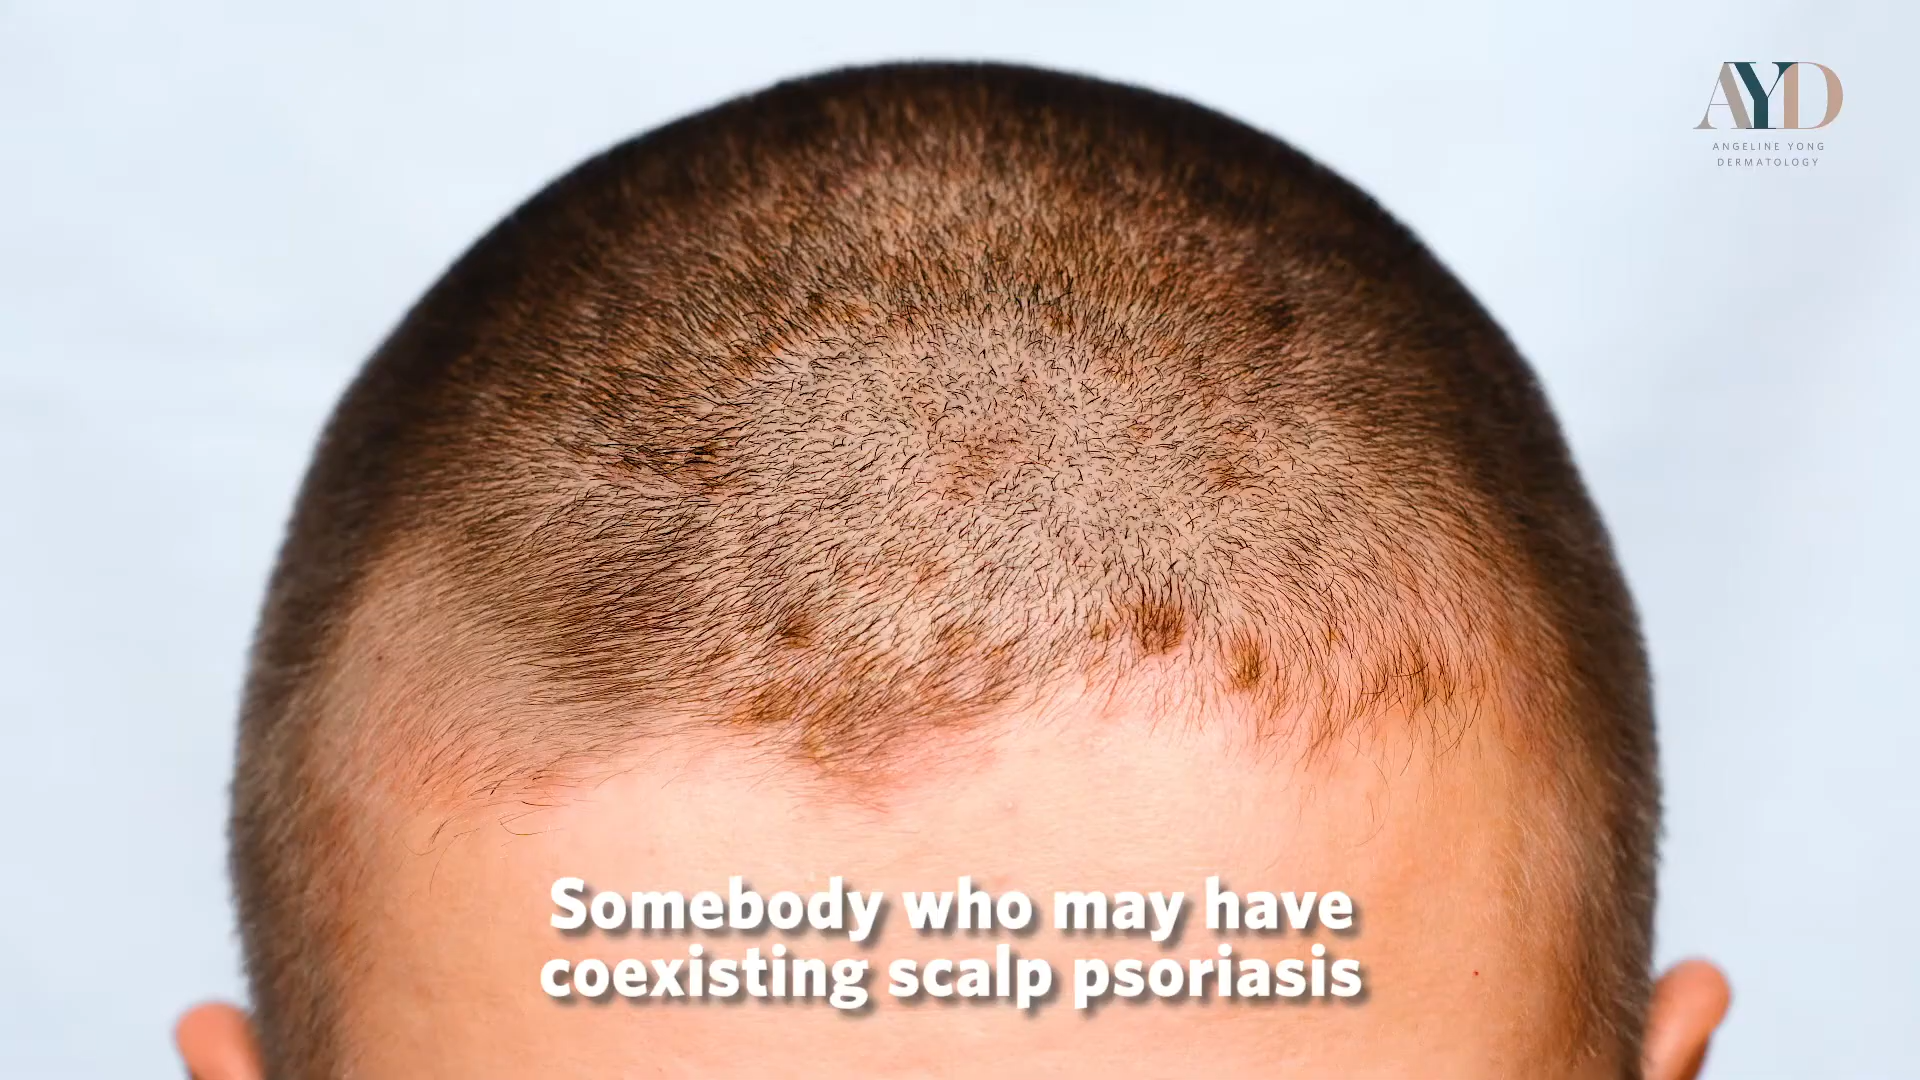 AYD
ANGELINE YONG
DERMATOLOGY
Somebody who may have
coexisting scalp psoriasis